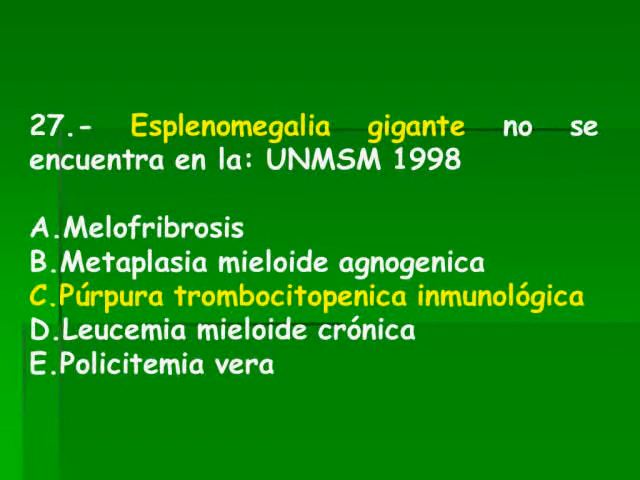 27.- Esplenomegalia gigante no se
encuentra en la: UNMSM 1998
A.Melofribrosis
B.Metaplasia mieloide agnogenica
C.Púrpura trombocitopenica inmunológica
D.Leucemia mieloide crónica
E.Policitemia vera